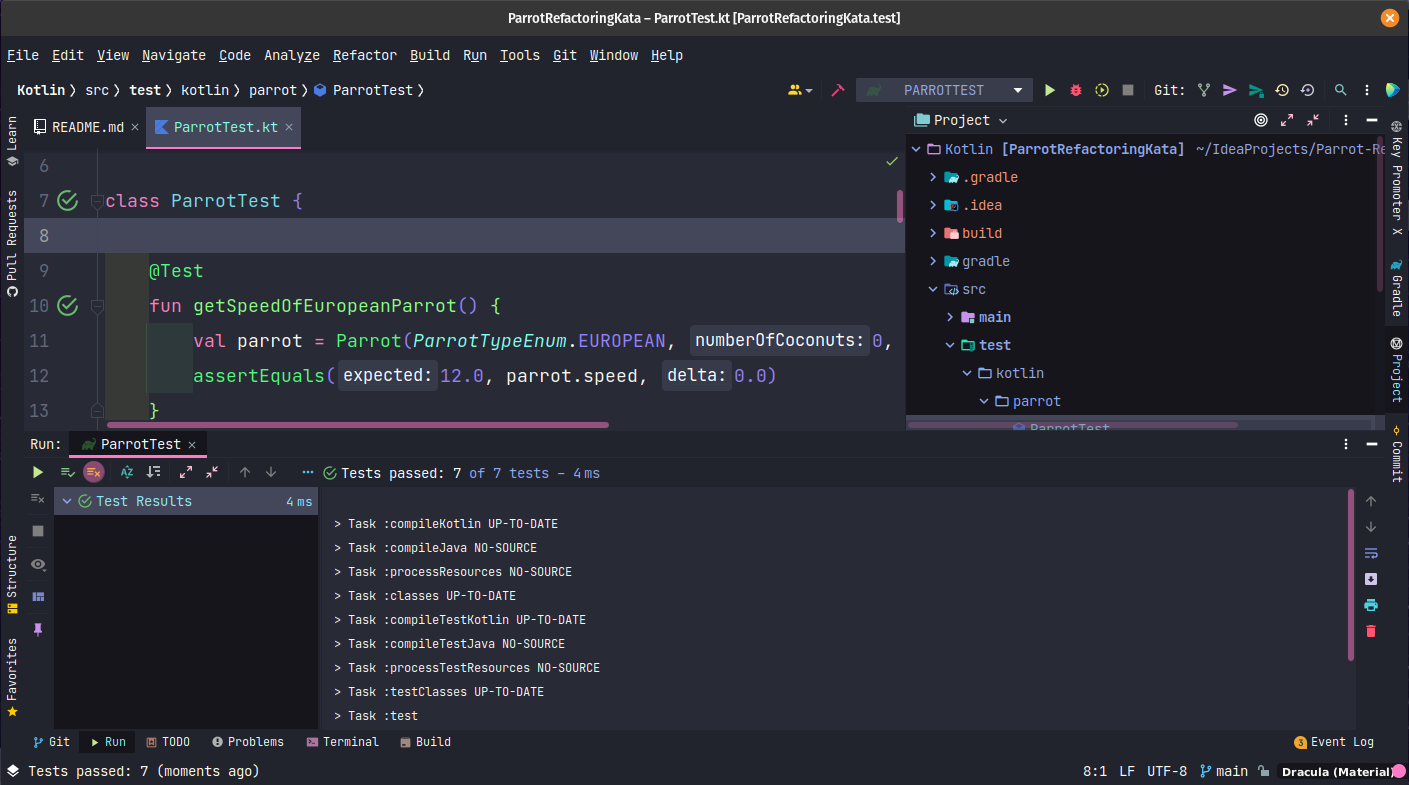 ParrotRefactoringKata – ParrotTest.kt [ParrotRefactoringKata.test]
File Edit View Navigate Code Analyze Refactor Build Run Tools Git Window Help
Kotlin src test kotlin parrot ParrotTest PARROTTEST Git:
Learn
Pull Requests
Structure
Favorites
README.md ParrotTest.kt
6
7 class ParrotTest {
8
9 @Test
10 fun getSpeedOfEuropeanParrot() {
11 val parrot = Parrot(ParrotTypeEnum.EUROPEAN, numberOfCoconuts: 0,
12 assertEquals( expected: 12.0, parrot.speed, delta: 0.0)
13 }
Project
Kotlin [ParrotRefactoringKata] ~/IdeaProjects/Parrot-Re
.gradle
.idea
build
gradle
src
main
test
kotlin
parrot
ParrotTest
Key Promoter X
Gradle
Project
Commit
Run: ParrotTest
Tests passed: 7 of 7 tests – 4 ms
Test Results 4 ms
> Task :compileKotlin UP-TO-DATE
> Task :compileJava NO-SOURCE
> Task :processResources NO-SOURCE
> Task :classes UP-TO-DATE
> Task :compileTestKotlin UP-TO-DATE
> Task :compileTestJava NO-SOURCE
> Task :processTestResources NO-SOURCE
> Task :testClasses UP-TO-DATE
> Task :test
Git Run TODO Problems Terminal Build 3 Event Log
Tests passed: 7 (moments ago) 8:1 LF UTF-8 main Dracula (Material)